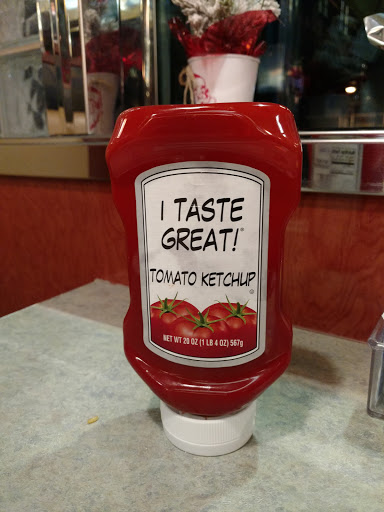 I TASTE
GREAT!®
TOMATO KETCHUP
NET WT 20 OZ (1 LB 4 OZ) 567g